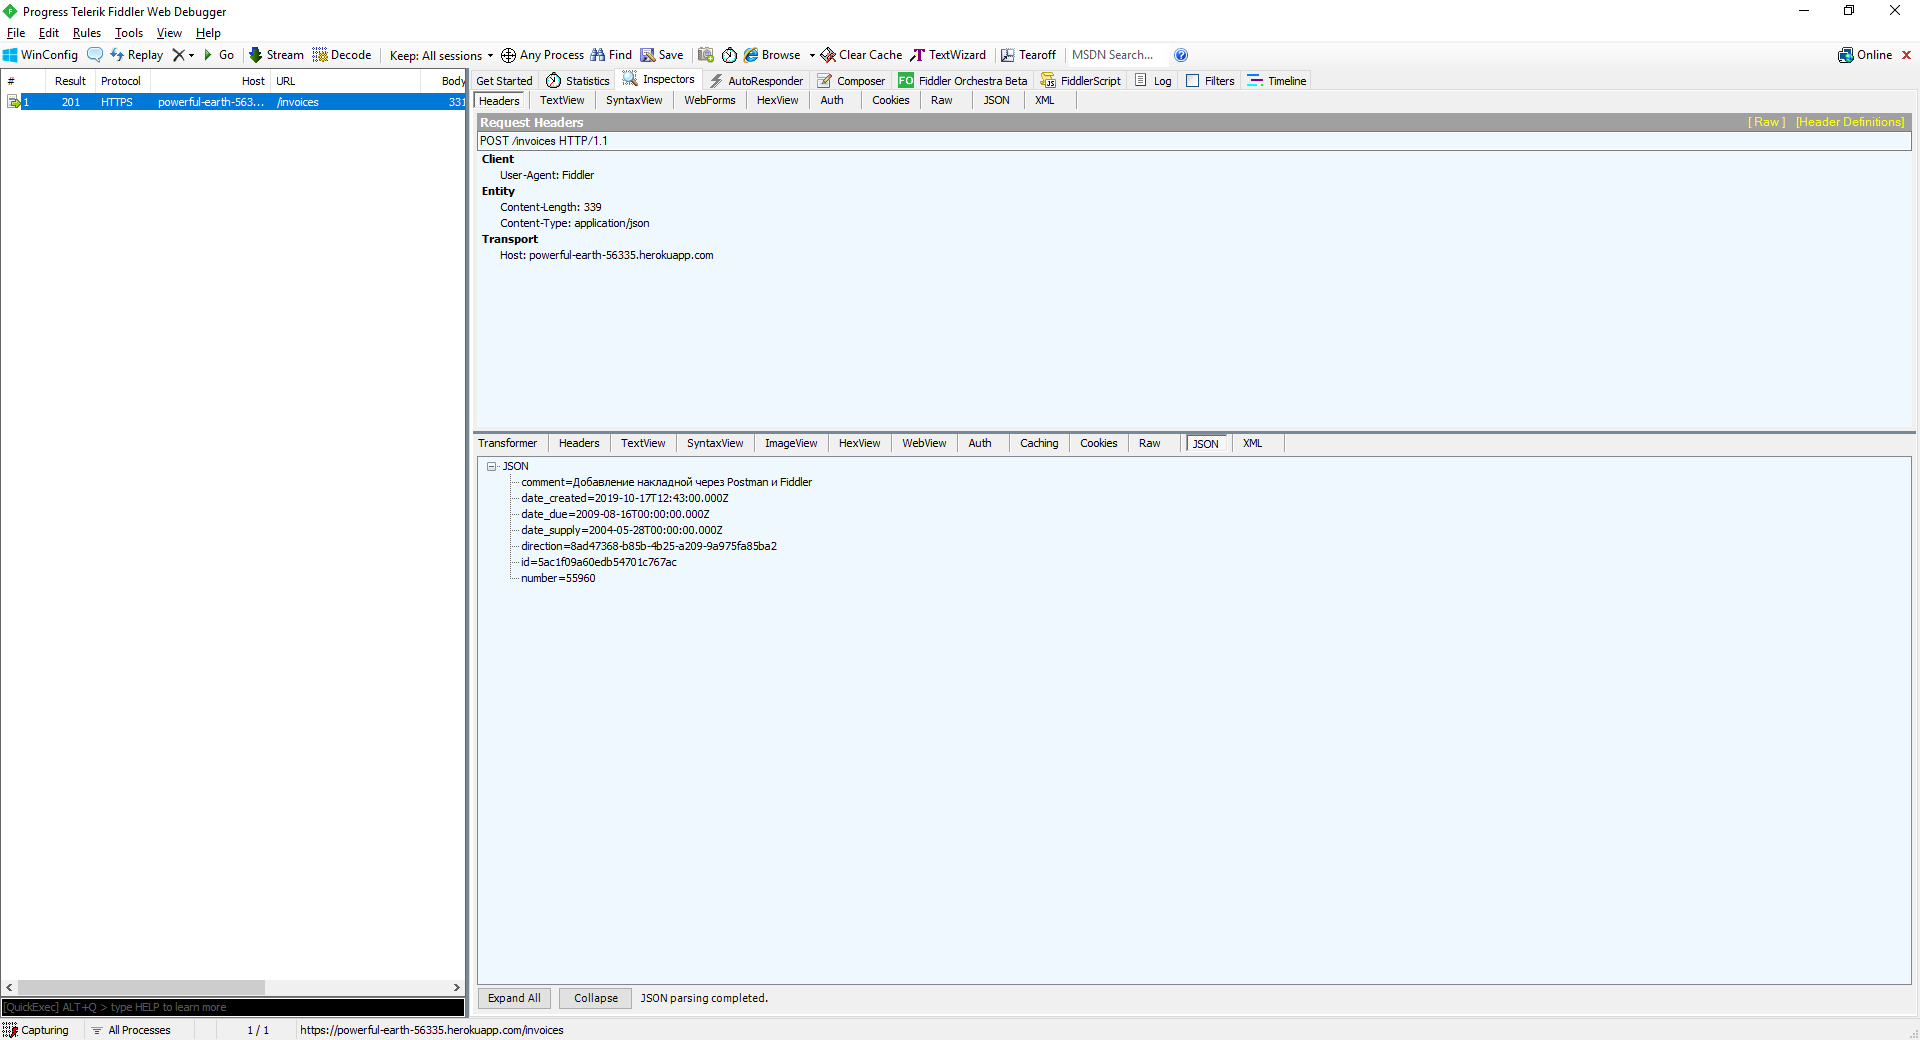 Progress Telerik Fiddler Web Debugger
File Edit Rules Tools View Help
WinConfig Replay Go Stream Decode Keep: All sessions Any Process Find Save Browse Clear Cache TextWizard Tearoff MSDN Search... Online
# Result Protocol Host URL Body
1 201 HTTPS powerful-earth-563... /invoices 331
Get Started Statistics Inspectors AutoResponder Composer FO Fiddler Orchestra Beta FiddlerScript Log Filters Timeline
Headers TextView SyntaxView WebForms HexView Auth Cookies Raw JSON XML
Request Headers [ Raw ] [Header Definitions]
POST /invoices HTTP/1.1
Client
User-Agent: Fiddler
Entity
Content-Length: 339
Content-Type: application/json
Transport
Host: powerful-earth-56335.herokuapp.com
Transformer Headers TextView SyntaxView ImageView HexView WebView Auth Caching Cookies Raw JSON XML
JSON
comment=Добавление накладной через Postman и Fiddler
date_created=2019-10-17T12:43:00.000Z
date_due=2009-08-16T00:00:00.000Z
date_supply=2004-05-28T00:00:00.000Z
direction=8ad47368-b85b-4b25-a209-9a975fa85ba2
id=5ac1f09a60edb54701c767ac
number=55960
Expand All Collapse JSON parsing completed.
[QuickExec] ALT+Q > type HELP to learn more
Capturing All Processes 1 / 1 https://powerful-earth-56335.herokuapp.com/invoices